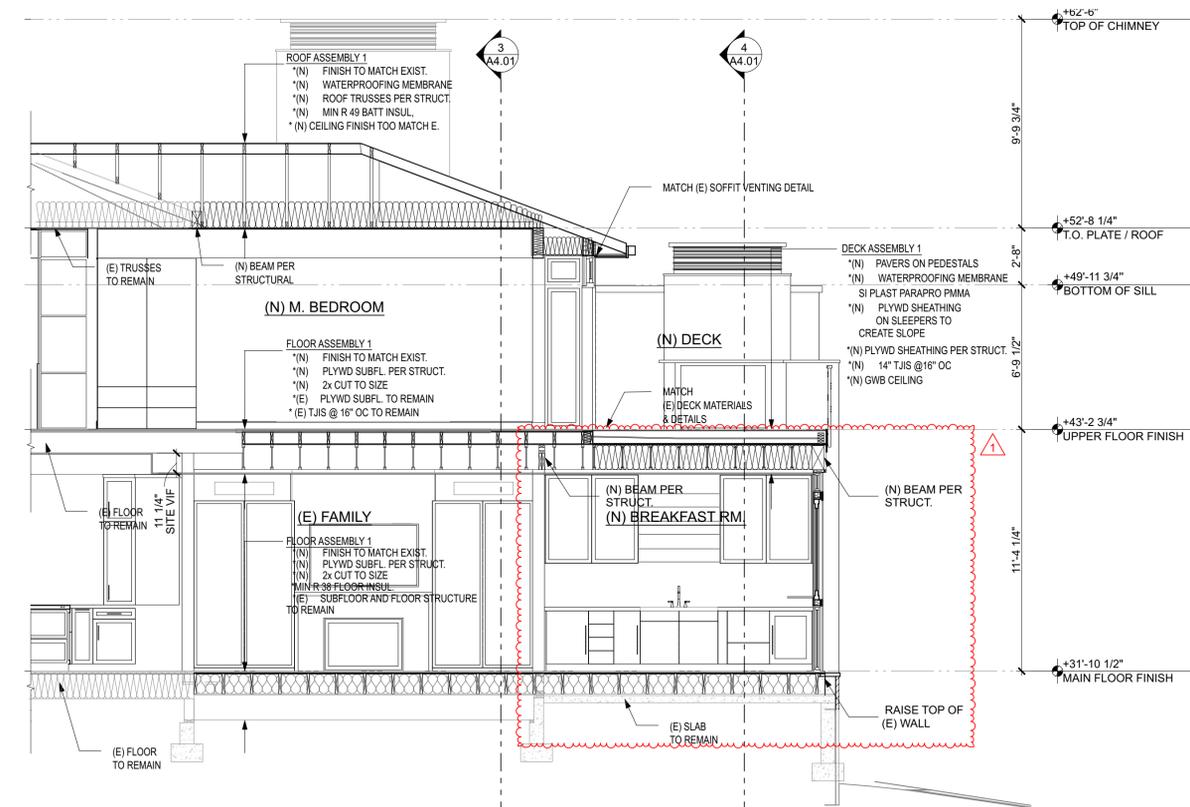 +62'-6"
TOP OF CHIMNEY
3
A4.01
4
A4.01
ROOF ASSEMBLY 1
*(N) FINISH TO MATCH EXIST.
*(N) WATERPROOFING MEMBRANE
*(N) ROOF TRUSSES PER STRUCT.
*(N) MIN R 49 BATT INSUL,
* (N) CEILING FINISH TOO MATCH E.
9'-9 3/4"
MATCH (E) SOFFIT VENTING DETAIL
+52'-8 1/4"
T.O. PLATE / ROOF
2'-8"
DECK ASSEMBLY 1
*(N) PAVERS ON PEDESTALS
*(N) WATERPROOFING MEMBRANE
SI PLAST PARAPRO PMMA
*(N) PLYWD SHEATHING
ON SLEEPERS TO
CREATE SLOPE
*(N) PLYWD SHEATHING PER STRUCT.
*(N) 14" TJIS @16" OC
*(N) GWB CEILING
(E) TRUSSES
TO REMAIN
(N) BEAM PER
STRUCTURAL
+49'-11 3/4"
BOTTOM OF SILL
(N) M. BEDROOM
(N) DECK
6'-9 1/2"
FLOOR ASSEMBLY 1
*(N) FINISH TO MATCH EXIST.
*(N) PLYWD SUBFL. PER STRUCT.
*(N) 2x CUT TO SIZE
*(E) PLYWD SUBFL. TO REMAIN
* (E) TJIS @ 16" OC TO REMAIN
MATCH
(E) DECK MATERIALS
& DETAILS
+43'-2 3/4"
UPPER FLOOR FINISH
1
(E) FLOOR
TO REMAIN
11 1/4"
SITE VIF
(N) BEAM PER
STRUCT.
(N) BREAKFAST RM.
(N) BEAM PER
STRUCT.
(E) FAMILY
FLOOR ASSEMBLY 1
*(N) FINISH TO MATCH EXIST.
*(N) PLYWD SUBFL. PER STRUCT.
*(N) 2x CUT TO SIZE
*MIN R 38 FLOOR INSUL.
*(E) SUBFLOOR AND FLOOR STRUCTURE
TO REMAIN
11'-4 1/4"
+31'-10 1/2"
MAIN FLOOR FINISH
(E) FLOOR
TO REMAIN
(E) SLAB
TO REMAIN
RAISE TOP OF
(E) WALL